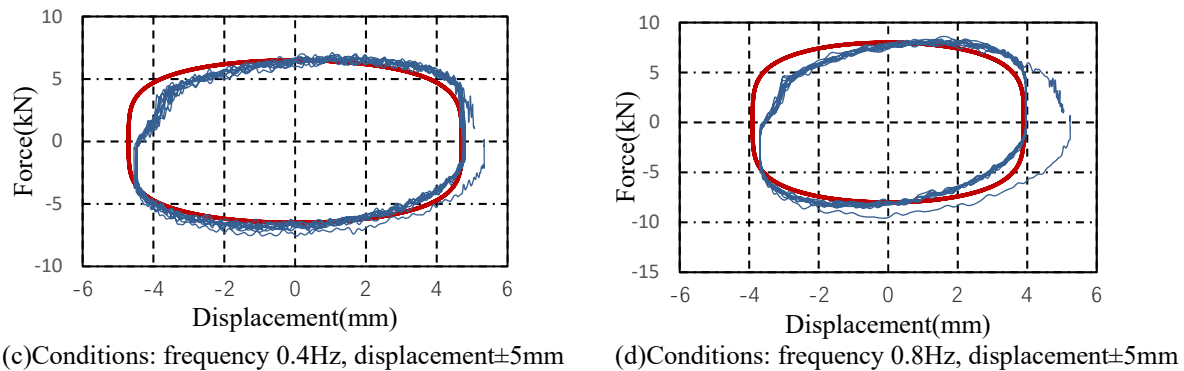 10
5
0
-5
-10
Force(kN)
-6 -4 -2 0 2 4 6
Displacement(mm)
(c)Conditions: frequency 0.4Hz, displacement±5mm
10
5
0
-5
-10
-15
Force(kN)
-6 -4 -2 0 2 4 6
Displacement(mm)
(d)Conditions: frequency 0.8Hz, displacement±5mm